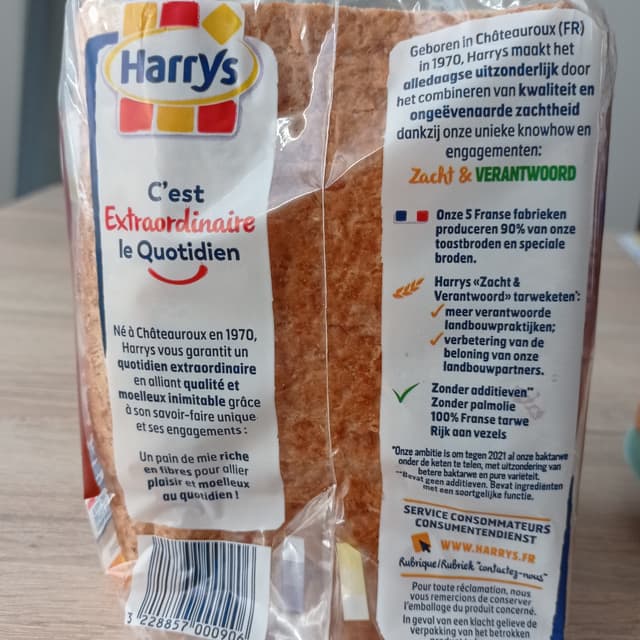 Harrys
C'est
Extraordinaire
le Quotidien
Né à Châteauroux en 1970,
Harrys vous garantit un
quotidien extraordinaire
en alliant qualité et
moelleux inimitable grâce
à son savoir-faire unique
et ses engagements :
Un pain de mie riche
en fibres pour allier
plaisir et moelleux
au quotidien !
3 228857 000906
Geboren in Châteauroux (FR)
in 1970, Harrys maakt het
alledaagse uitzonderlijk door
het combineren van kwaliteit en
ongeëvenaarde zachtheid
dankzij onze unieke knowhow en
engagementen:
Zacht & VERANTWOORD
Onze 5 Franse fabrieken
produceren 90% van onze
toastbroden en speciale
broden.
Harrys «Zacht &
Verantwoord» tarweketen*:
meer verantwoorde
landbouwpraktijken;
verbetering van de
beloning van onze
landbouwpartners.
Zonder additieven**
Zonder palmolie
100% Franse tarwe
Rijk aan vezels
*Onze ambitie is om tegen 2021 al onze baktarwe
onder de keten te telen, met uitzondering van
betere baktarwe en pure variëteit.
**Bevat geen additieven. Bevat ingrediënten
met een soortgelijke functie.
SERVICE CONSOMMATEURS
CONSUMENTENDIENST
WWW.HARRYS.FR
Rubrique/Rubriek "contactez-nous"
Pour toute réclamation, nous
vous remercions de conserver
l'emballage du produit concerné.
In geval van een klacht gelieve de
verpakking van het betrokken